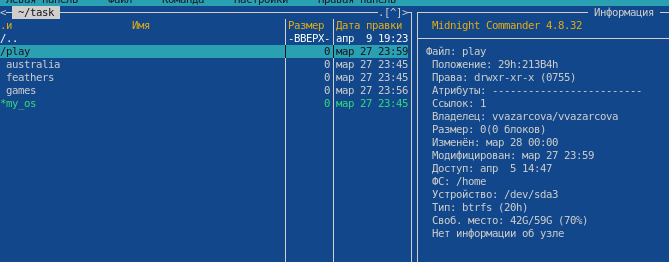 Левая панель Файл Команда Настройки Правая панель
<— ~/task .[^]>
.и Имя Размер Дата правки
/.. -ВВЕРХ- апр 9 19:23
/play 0 мар 27 23:59
australia 0 мар 27 23:45
feathers 0 мар 27 23:45
games 0 мар 27 23:56
*my_os 0 мар 27 23:45
Информация
Midnight Commander 4.8.32
Файл: play
Положение: 29h:213B4h
Права: drwxr-xr-x (0755)
Атрибуты: -------------------------
Ссылок: 1
Владелец: vvazarcova/vvazarcova
Размер: 0(0 блоков)
Изменён: мар 28 00:00
Модифицирован: мар 27 23:59
Доступ: апр 5 14:47
ФС: /home
Устройство: /dev/sda3
Тип: btrfs (20h)
Своб. место: 42G/59G (70%)
Нет информации об узле